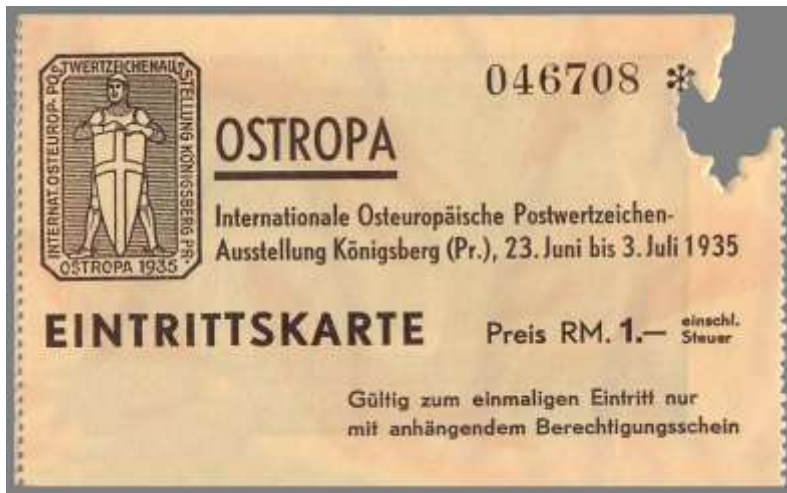 046708 *
INTERNAT. OSTEUROP. POSTWERTZEICHENAUSSTELLUNG KÖNIGSBERG PR.
OSTROPA 1935
OSTROPA
Internationale Osteuropäische Postwertzeichen-
Ausstellung Königsberg (Pr.), 23. Juni bis 3. Juli 1935
EINTRITTSKARTE
Preis RM. 1.— einschl.
Steuer
Gültig zum einmaligen Eintritt nur
mit anhängendem Berechtigungsschein